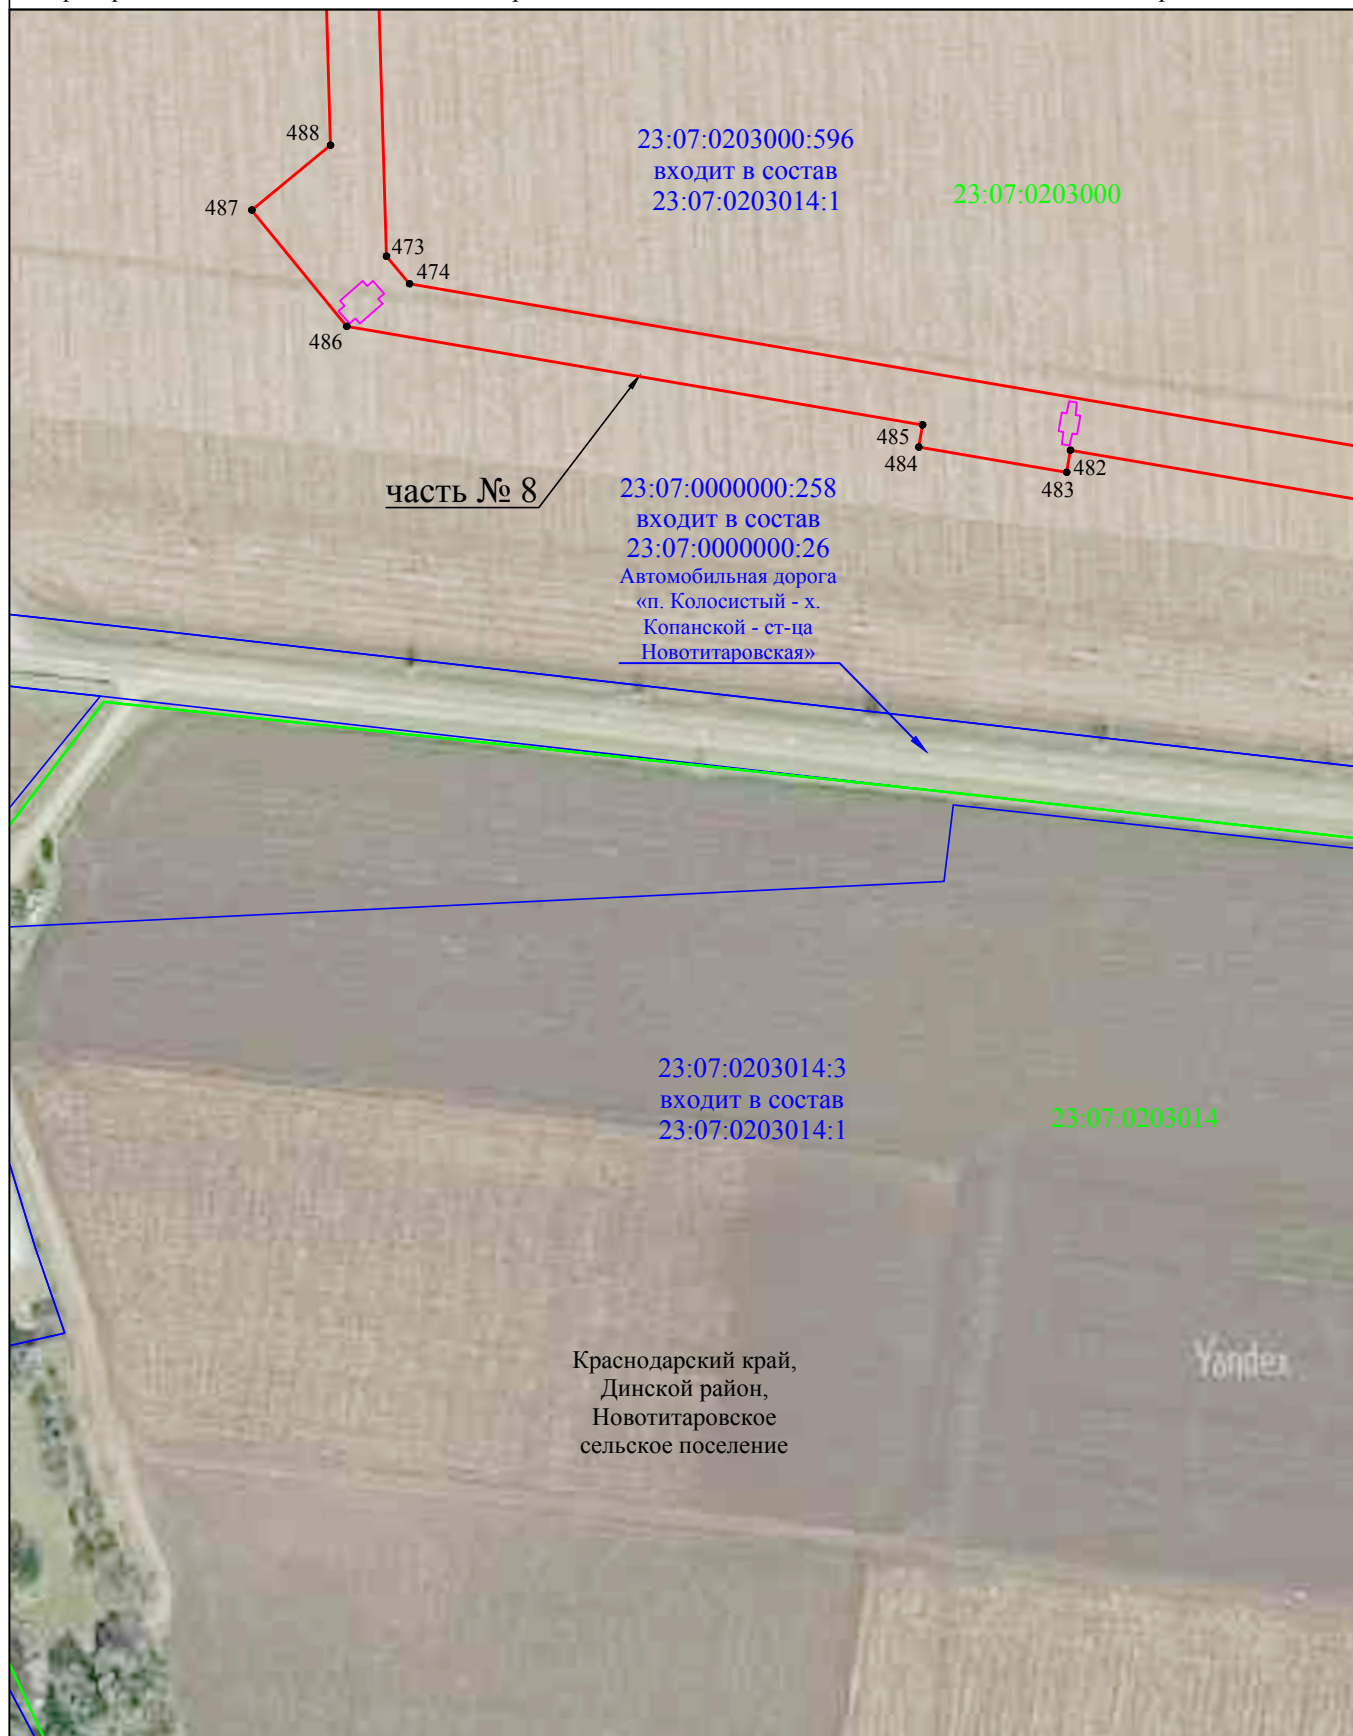 488
23:07:0203000:596
входит в состав
23:07:0203014:1
23:07:0203000
487
473
474
486
485
484
482
483
часть № 8
23:07:0000000:258
входит в состав
23:07:0000000:26
Автомобильная дорога
«п. Колосистый - х.
Копанской - ст-ца
Новотитаровская»
23:07:0203014:3
входит в состав
23:07:0203014:1
23:07:0203014
Yandex
Краснодарский край,
Динской район,
Новотитаровское
сельское поселение